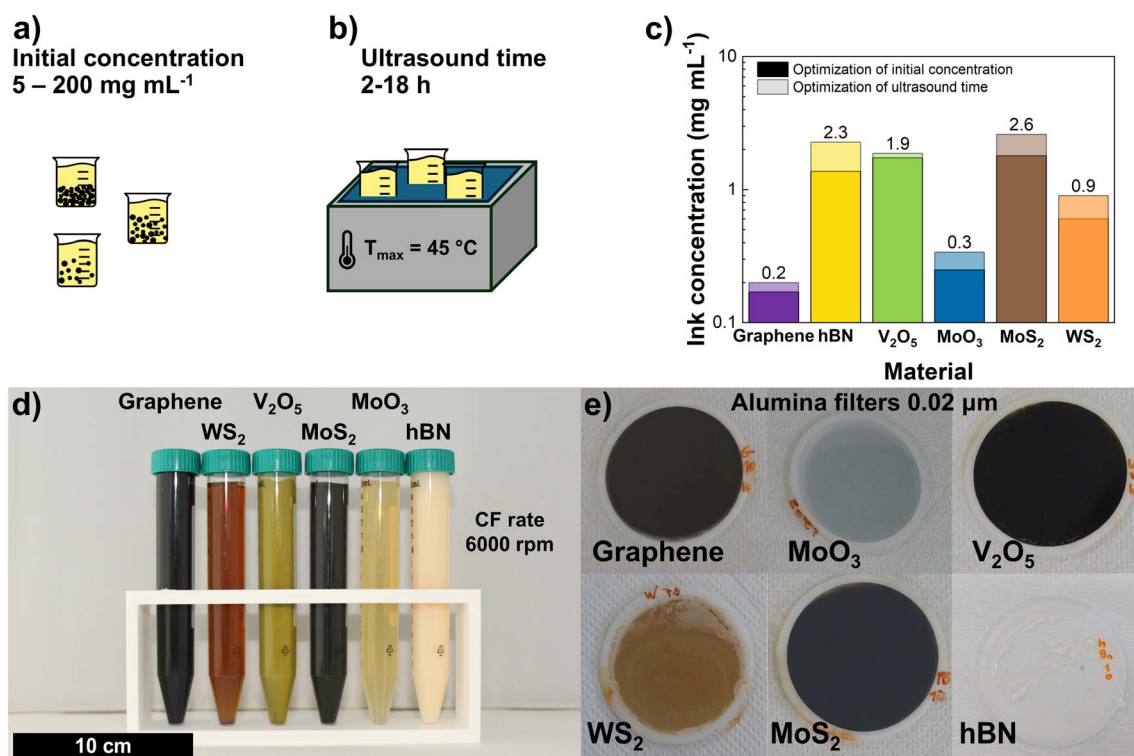 a)
Initial concentration
5 – 200 mg mL⁻¹
b)
Ultrasound time
2-18 h
Tmax = 45 °C
c)
Ink concentration (mg mL⁻¹)
10
1
0.1
Optimization of initial concentration
Optimization of ultrasound time
0.2
2.3
1.9
0.3
2.6
0.9
Graphene hBN V₂O₅ MoO₃ MoS₂ WS₂
Material
d)
Graphene V₂O₅ MoO₃
WS₂ MoS₂ hBN
CF rate
6000 rpm
10 cm
e)
Alumina filters 0.02 µm
Graphene
MoO₃
V₂O₅
WS₂
MoS₂
hBN